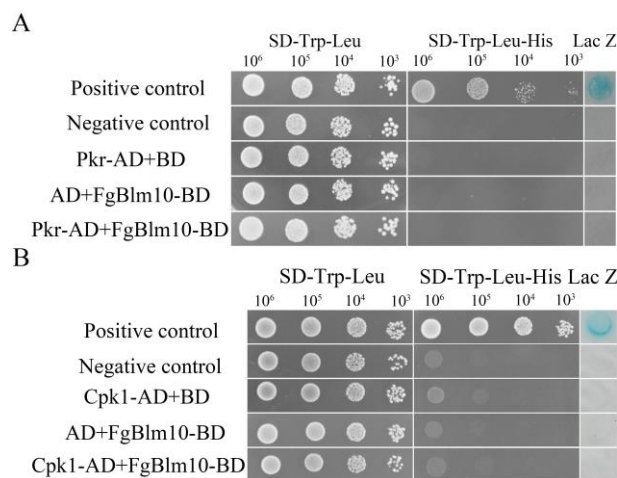 A
SD-Trp-Leu SD-Trp-Leu-His Lac Z
10⁶ 10⁵ 10⁴ 10³ 10⁶ 10⁵ 10⁴ 10³
Positive control
Negative control
Pkr-AD+BD
AD+FgBlm10-BD
Pkr-AD+FgBlm10-BD
B
SD-Trp-Leu SD-Trp-Leu-His Lac Z
10⁶ 10⁵ 10⁴ 10³ 10⁶ 10⁵ 10⁴ 10³
Positive control
Negative control
Cpk1-AD+BD
AD+FgBlm10-BD
Cpk1-AD+FgBlm10-BD